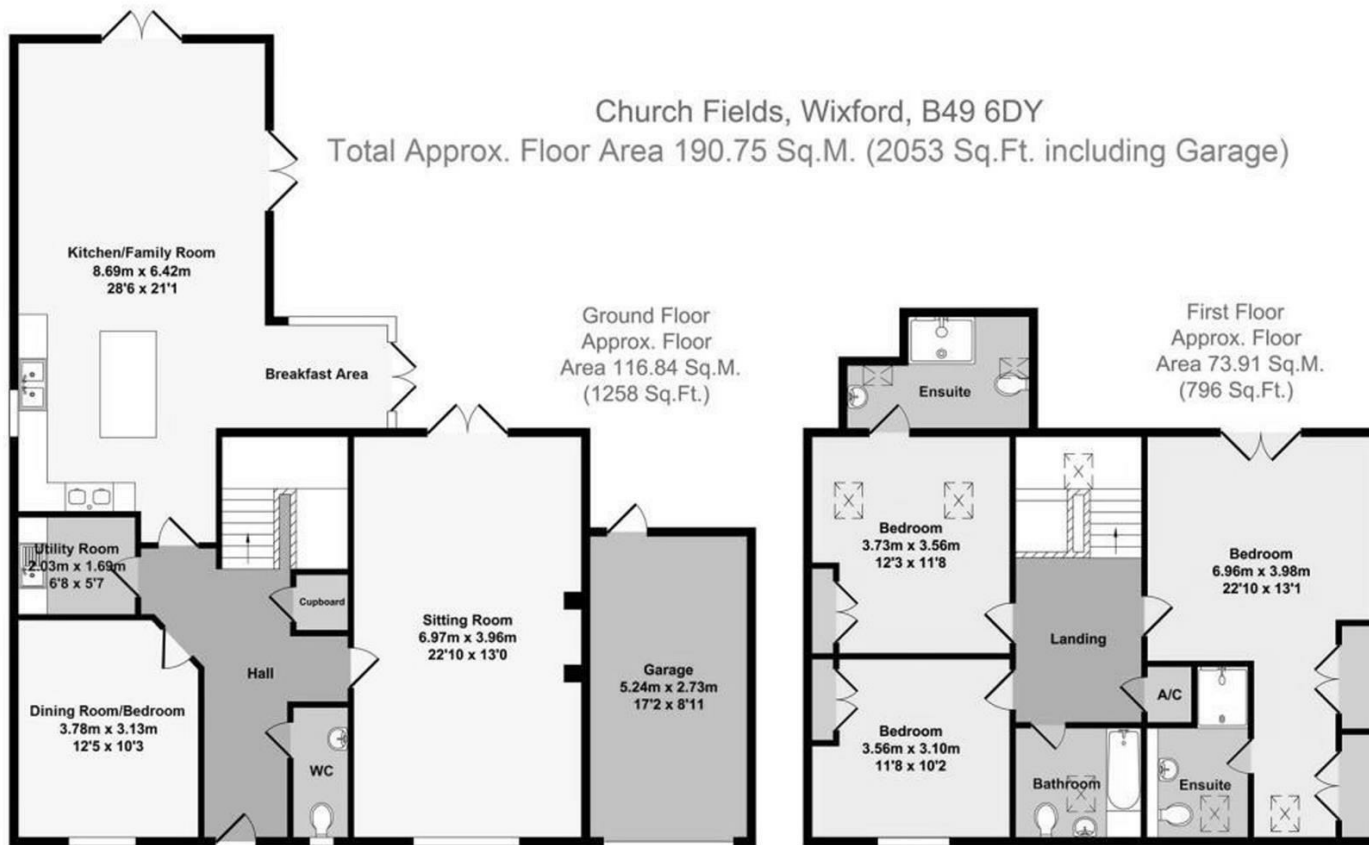 Church Fields, Wixford, B49 6DY
Total Approx. Floor Area 190.75 Sq.M. (2053 Sq.Ft. including Garage)
Kitchen/Family Room
8.69m x 6.42m
28'6 x 21'1
Breakfast Area
Ground Floor
Approx. Floor
Area 116.84 Sq.M.
(1258 Sq.Ft.)
Utility Room
2.03m x 1.69m
6'8 x 5'7
Cupboard
Sitting Room
6.97m x 3.96m
22'10 x 13'0
Hall
Garage
5.24m x 2.73m
17'2 x 8'11
Dining Room/Bedroom
3.78m x 3.13m
12'5 x 10'3
WC
First Floor
Approx. Floor
Area 73.91 Sq.M.
(796 Sq.Ft.)
Ensuite
Bedroom
3.73m x 3.56m
12'3 x 11'8
Bedroom
6.96m x 3.98m
22'10 x 13'1
Landing
A/C
Bedroom
3.56m x 3.10m
11'8 x 10'2
Bathroom
Ensuite